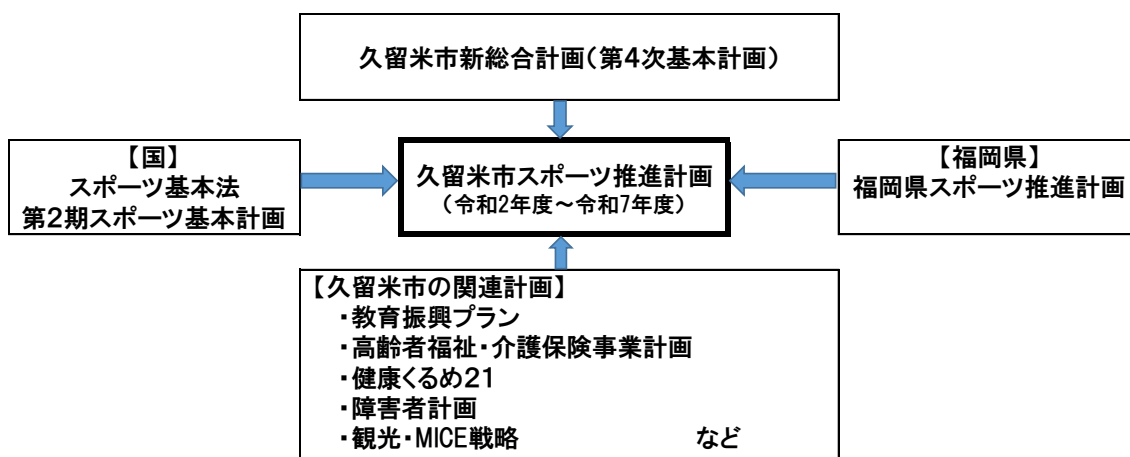 久留米市新総合計画(第4次基本計画)
【国】
スポーツ基本法
第2期スポーツ基本計画
久留米市スポーツ推進計画
(令和2年度~令和7年度)
【福岡県】
福岡県スポーツ推進計画
【久留米市の関連計画】
・教育振興プラン
・高齢者福祉・介護保険事業計画
・健康くるめ21
・障害者計画
・観光・MICE戦略 など